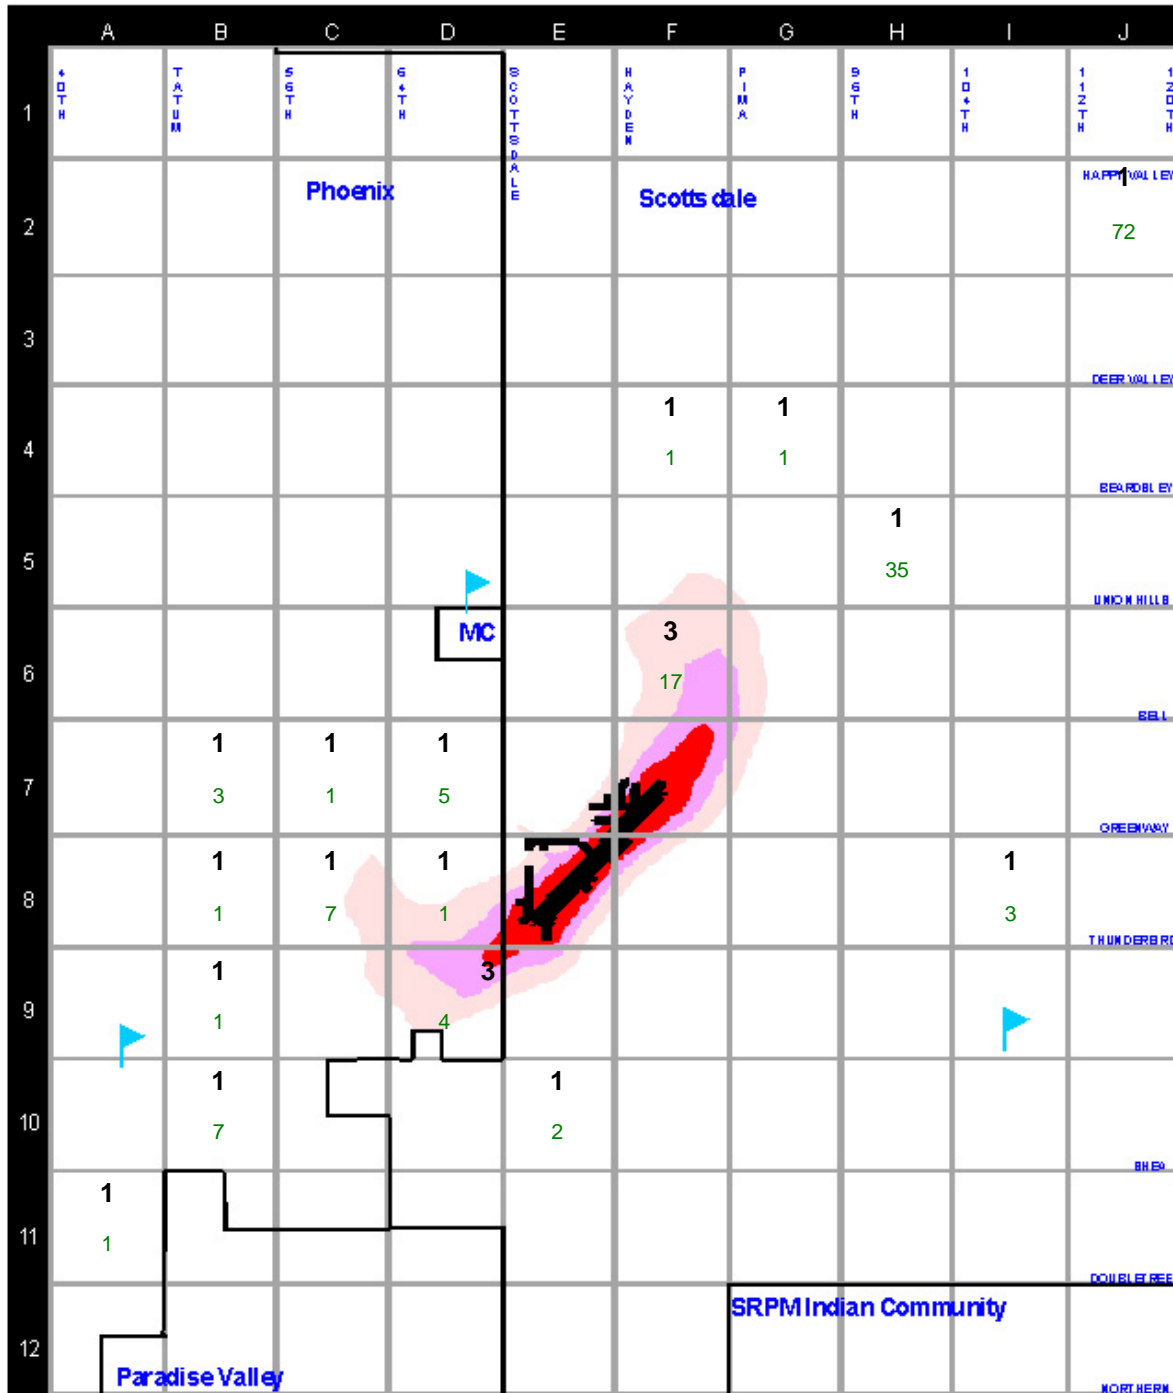 A B C D E F G H I J
1
40TH TATUM 56TH 64TH SCOTTSDALE HAYDEN PIMA 96TH 104TH 112TH 120TH
2
Phoenix Scottsdale
HAPPY VALLEY
1
72
3
DEER VALLEY
4
1 1
1 1
BEARDSLEY
5
1
35
UNION HILLS
6
MC 3
17
BELL
7
1 1 1
3 1 5
GREENWAY
8
1 1 1 1
1 7 1 3
THUNDERBIRD
9
1 3
1 4
10
1 1
7 2
SHEA
11
1
1
DOUBLETREE
12
SRPM Indian Community
Paradise Valley
NORTHERN